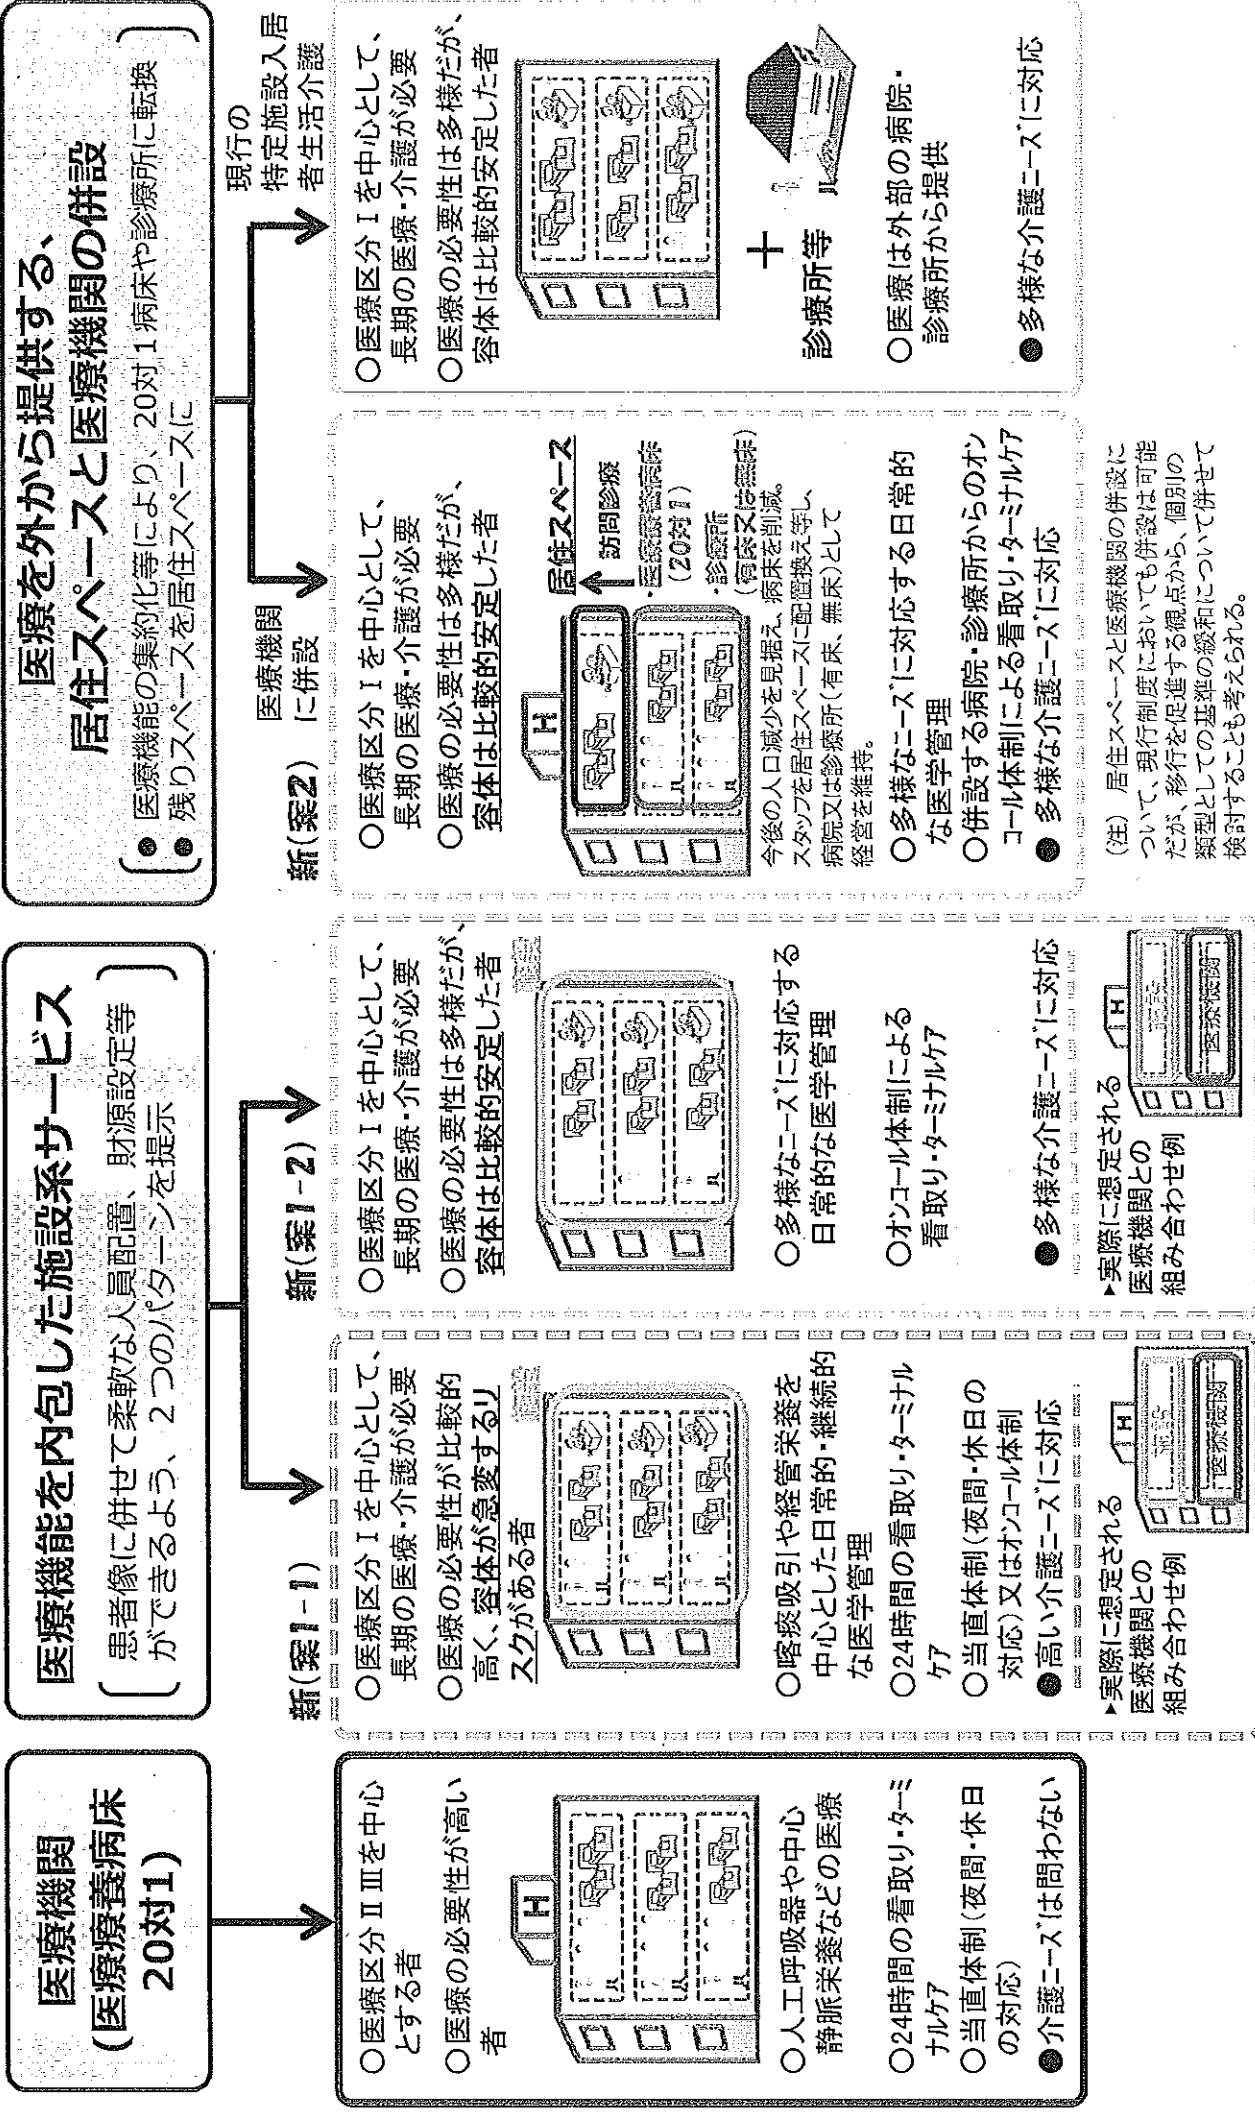 医療機関
(医療療養病床
20対1)
○医療区分ⅡⅢを中心
とする者
○医療の必要性が高い
者
H
○人工呼吸器や中心
静脈栄養などの医療
○24時間の看取り・ターミ
ナルケア
○当直体制(夜間・休日
の対応)
●介護ニーズは問わない
医療機能を内包した施設系サービス
患者像に併せて柔軟な人員配置、財源設定等
ができるよう、2つのパターンを提示
新(案1-1)
○医療区分Ⅰを中心として、
長期の医療・介護が必要
○医療の必要性が比較的
高く、容体が急変するリ
スクがある者
施設
○喀痰吸引や経管栄養を
中心とした日常的・継続的
な医学管理
○24時間の看取り・ターミナル
ケア
○当直体制(夜間・休日の
対応)又はオンコール体制
●高い介護ニーズに対応
▸実際に想定される
医療機関との
組み合わせ例
H
施設
医療機関
新(案1-2)
○医療区分Ⅰを中心として、
長期の医療・介護が必要
○医療の必要性は多様だが、
容体は比較的安定した者
施設
○多様なニーズに対応する
日常的な医学管理
○オンコール体制による
看取り・ターミナルケア
●多様な介護ニーズに対応
▸実際に想定される
医療機関との
組み合わせ例
H
施設
医療機関
医療を外から提供する、
居住スペースと医療機関の併設
● 医療機能の集約化等により、20対1病床や診療所に転換
● 残りスペースを居住スペースに
新(案2)
医療機関
に併設
○医療区分Ⅰを中心として、
長期の医療・介護が必要
○医療の必要性は多様だが、
容体は比較的安定した者
H
居住スペース
訪問診療
・医療療養病床
(20対1)
・診療所
(有床又は無床)
今後の人口減少を見据え、病床を削減。
スタッフを居住スペースに配置換え等し、
病院又は診療所(有床、無床)として
経営を維持。
○多様なニーズに対応する日常的
な医学管理
○併設する病院・診療所からのオン
コール体制による看取り・ターミナルケア
● 多様な介護ニーズに対応
(注) 居住スペースと医療機関の併設に
ついて、現行制度においても併設は可能
だが、移行を促進する観点から、個別の
類型としての基準の緩和について併せて
検討することも考えられる。
現行の
特定施設入居
者生活介護
○医療区分Ⅰを中心として、
長期の医療・介護が必要
○医療の必要性は多様だが、
容体は比較的安定した者
+
診療所等
○医療は外部の病院・
診療所から提供
●多様な介護ニーズに対応